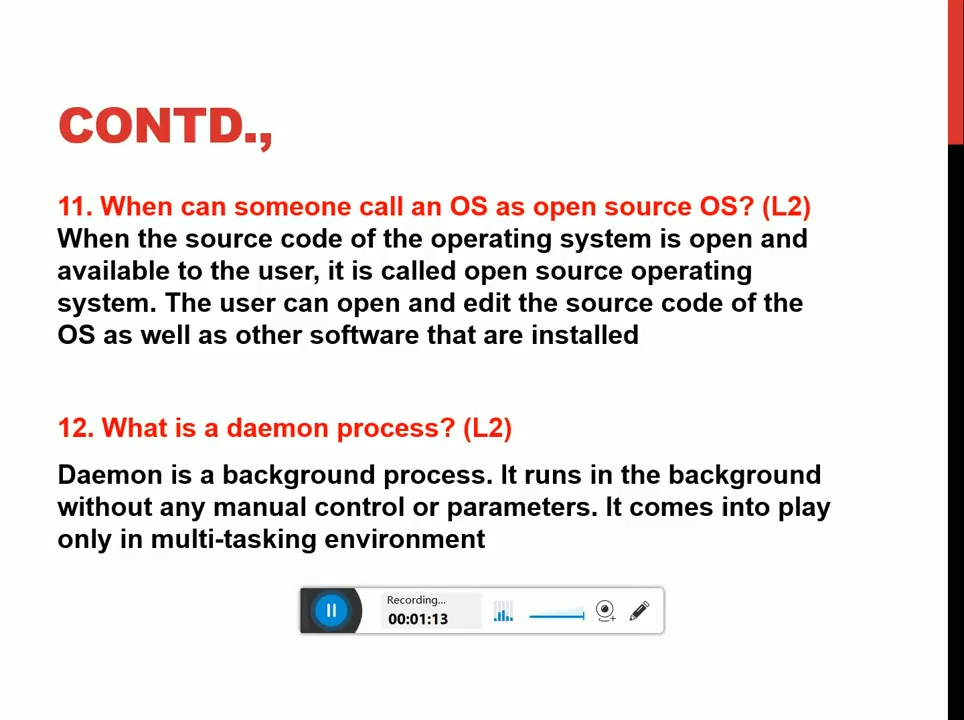 CONTD.,
11. When can someone call an OS as open source OS? (L2)
When the source code of the operating system is open and
available to the user, it is called open source operating
system. The user can open and edit the source code of the
OS as well as other software that are installed
12. What is a daemon process? (L2)
Daemon is a background process. It runs in the background
without any manual control or parameters. It comes into play
only in multi-tasking environment
Recording...
00:01:13